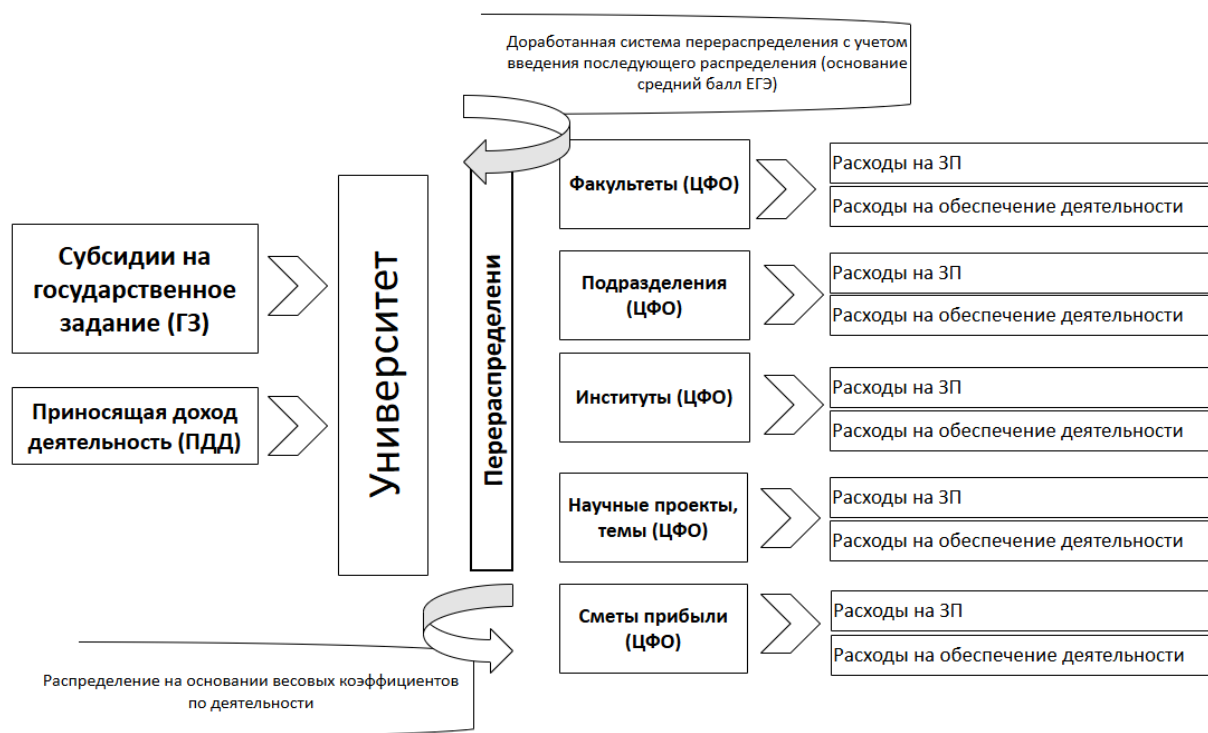 Доработанная система перераспределения с учетом
введения последующего распределения (основание
средний балл ЕГЭ)
Субсидии на
государственное
задание (ГЗ)
Приносящая доход
деятельность (ПДД)
Университет
Перераспределени
Факультеты (ЦФО)
Расходы на ЗП
Расходы на обеспечение деятельности
Подразделения
(ЦФО)
Расходы на ЗП
Расходы на обеспечение деятельности
Институты (ЦФО)
Расходы на ЗП
Расходы на обеспечение деятельности
Научные проекты,
темы (ЦФО)
Расходы на ЗП
Расходы на обеспечение деятельности
Сметы прибыли
(ЦФО)
Расходы на ЗП
Расходы на обеспечение деятельности
Распределение на основании весовых коэффициентов
по деятельности